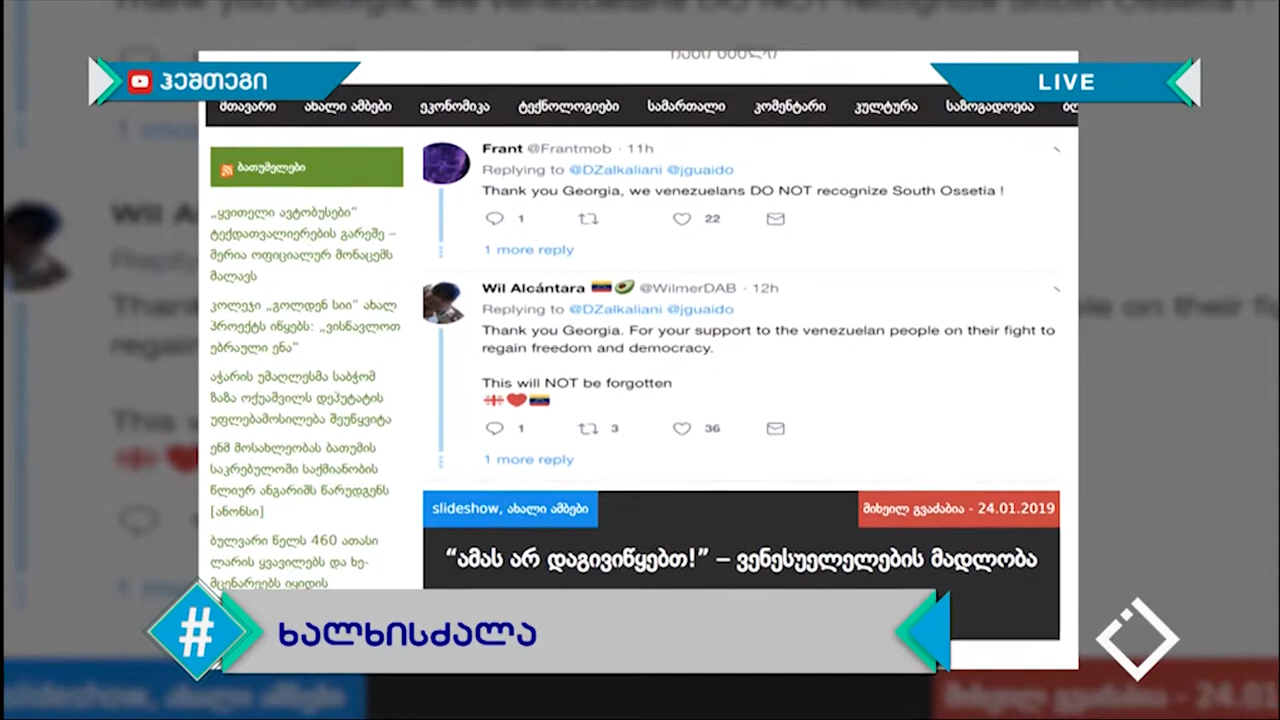 ჰეშთეგი
LIVE
მთავარი ახალი ამბები ეკონომიკა ტექნოლოგიები სამართალი კომენტარი კულტურა საზოგადოება
ბათუმელები
„ყვითელი ავტობუსები“
ტექდათვალიერების გარეშე –
მერია ოფიციალურ მონაცემს
მალავს
კოლეჯი „გოლდენ სიი“ ახალ
პროექტს იწყებს: „ვისწავლოთ
ებრაული ენა“
აჭარის უმაღლესმა საბჭომ
ზაზა ოქუაშვილს დეპუტატის
უფლებამოსილება შეუწყვიტა
ენმ მოსახლეობას ბათუმის
საკრებულოში საქმიანობის
წლიურ ანგარიშს წარუდგენს
[ანონსი]
ბულვარი წელს 460 ათასი
ლარის ყვავილებს და ხე-
მცენარეებს იყიდის
Frant @Frantmob · 11h
Replying to @DZalkaliani @jguaido
Thank you Georgia, we venezuelans DO NOT recognize South Ossetia !
1 22
1 more reply
Wil Alcántara @WilmerDAB · 12h
Replying to @DZalkaliani @jguaido
Thank you Georgia. For your support to the venezuelan people on their fight to
regain freedom and democracy.
This will NOT be forgotten
1 3 36
1 more reply
slideshow, ახალი ამბები
მიხეილ გვაძაბია - 24.01.2019
“ამას არ დაგივიწყებთ!” – ვენესუელელების მადლობა
#
ხალხისძალა